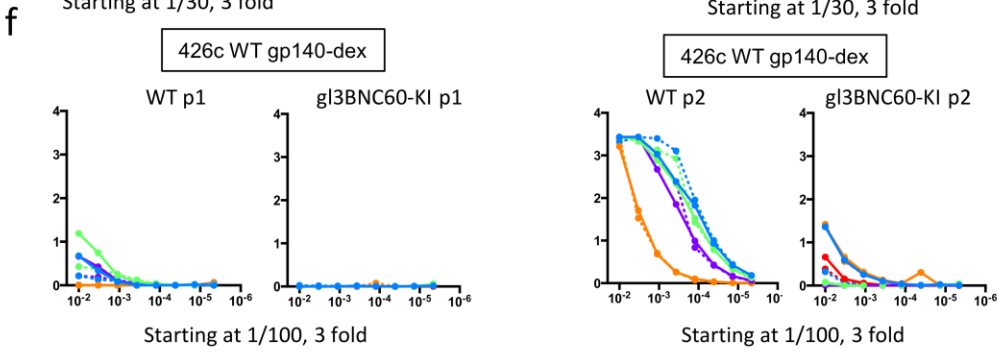 Starting at 1/30, 3 fold
Starting at 1/30, 3 fold
f
426c WT gp140-dex
426c WT gp140-dex
WT p1
gl3BNC60-KI p1
WT p2
gl3BNC60-KI p2
4
3
2
1
0
10-2 10-3 10-4 10-5 10-6
4
3
2
1
0
10-2 10-3 10-4 10-5 10-6
4
3
2
1
0
10-2 10-3 10-4 10-5 10-
4
3
2
1
0
10-2 10-3 10-4 10-5 10-6
Starting at 1/100, 3 fold
Starting at 1/100, 3 fold